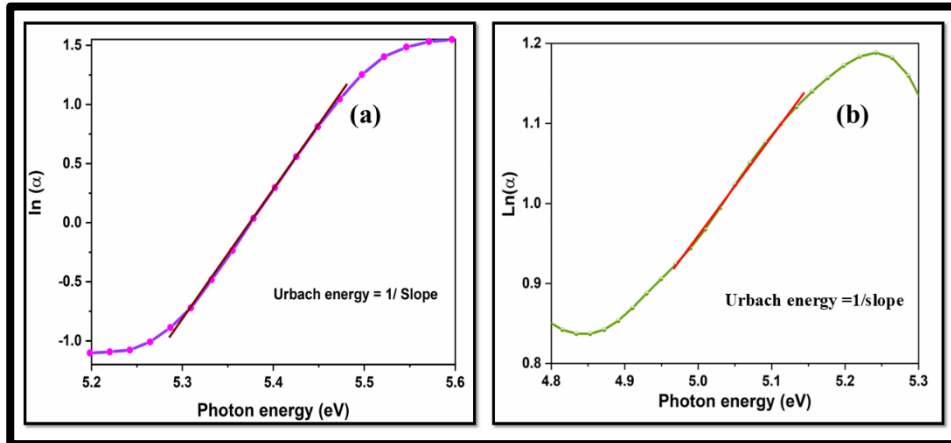 1.5
1.0
0.5
0.0
-0.5
-1.0
ln (α)
(a)
Urbach energy = 1/ Slope
5.2 5.3 5.4 5.5 5.6
Photon energy (eV)
1.2
1.1
1.0
0.9
0.8
Ln(α)
(b)
Urbach energy =1/slope
4.8 4.9 5.0 5.1 5.2 5.3
Photon energy (eV)